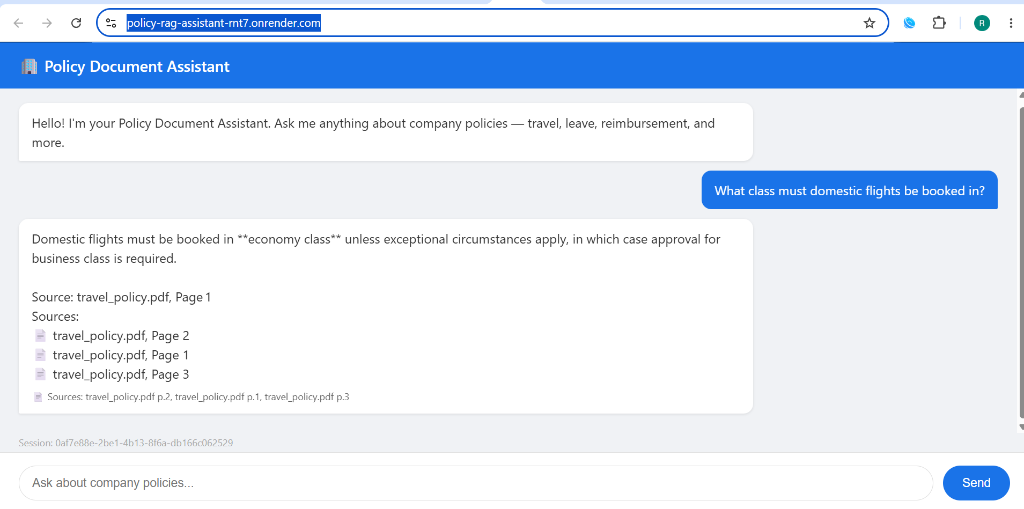 policy-rag-assistant-rnt7.onrender.com
R
Policy Document Assistant
Hello! I'm your Policy Document Assistant. Ask me anything about company policies — travel, leave, reimbursement, and
more.
What class must domestic flights be booked in?
Domestic flights must be booked in **economy class** unless exceptional circumstances apply, in which case approval for
business class is required.
Source: travel_policy.pdf, Page 1
Sources:
travel_policy.pdf, Page 2
travel_policy.pdf, Page 1
travel_policy.pdf, Page 3
Sources: travel_policy.pdf p.2, travel_policy.pdf p.1, travel_policy.pdf p.3
Session: 0af7e88e-2be1-4b13-8f6a-db166c062529
Ask about company policies...
Send